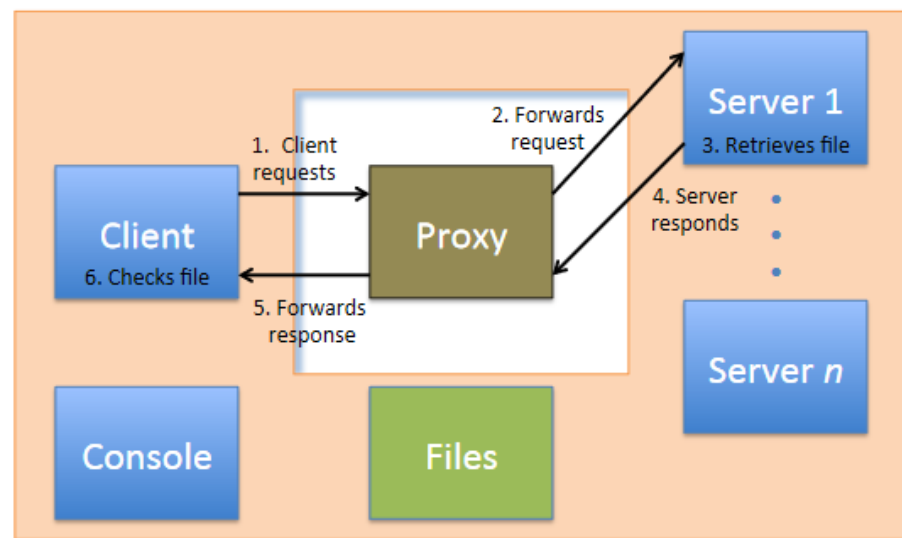 Server 1
3. Retrieves file
2. Forwards
request
1. Client
requests
4. Server
responds
Client
6. Checks file
Proxy
5. Forwards
response
Server n
Console
Files